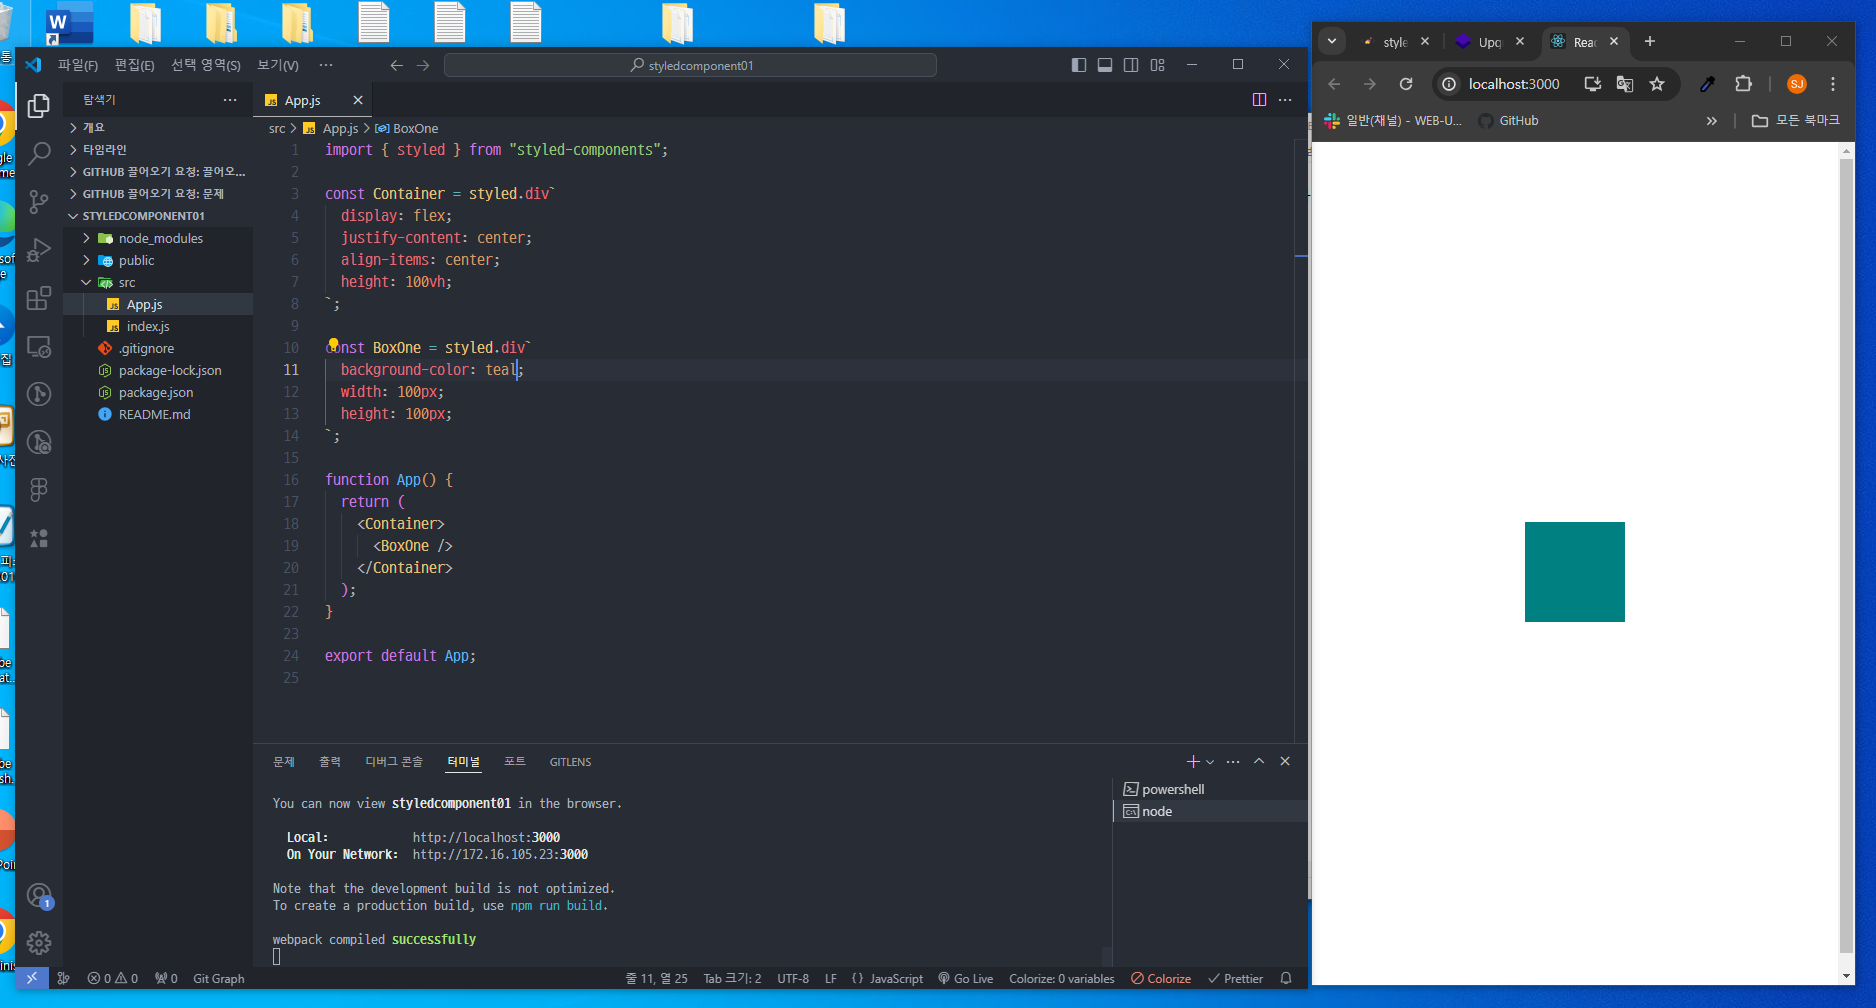 파일(F) 편집(E) 선택 영역(S) 보기(V) ··· styledcomponent01
탐색기 ···
개요
타임라인
GITHUB 끌어오기 요청: 끌어오...
GITHUB 끌어오기 요청: 문제
STYLEDCOMPONENT01
node_modules
public
src
App.js
index.js
.gitignore
package-lock.json
package.json
README.md
App.js
src > App.js > BoxOne
1 import { styled } from "styled-components";
2
3 const Container = styled.div`
4 display: flex;
5 justify-content: center;
6 align-items: center;
7 height: 100vh;
8 `;
9
10 const BoxOne = styled.div`
11 background-color: teal;
12 width: 100px;
13 height: 100px;
14 `;
15
16 function App() {
17 return (
18 <Container>
19 <BoxOne />
20 </Container>
21 );
22 }
23
24 export default App;
25
문제 출력 디버그 콘솔 터미널 포트 GITLENS
You can now view styledcomponent01 in the browser.
Local: http://localhost:3000
On Your Network: http://172.16.105.23:3000
Note that the development build is not optimized.
To create a production build, use npm run build.
webpack compiled successfully
powershell
node
1
0 0 0 Git Graph 줄 11, 열 25 Tab 크기: 2 UTF-8 LF {} JavaScript Go Live Colorize: 0 variables Colorize Prettier
style Upq Reac
localhost:3000 SJ
일반(채널) - WEB-U... GitHub » 모든 북마크